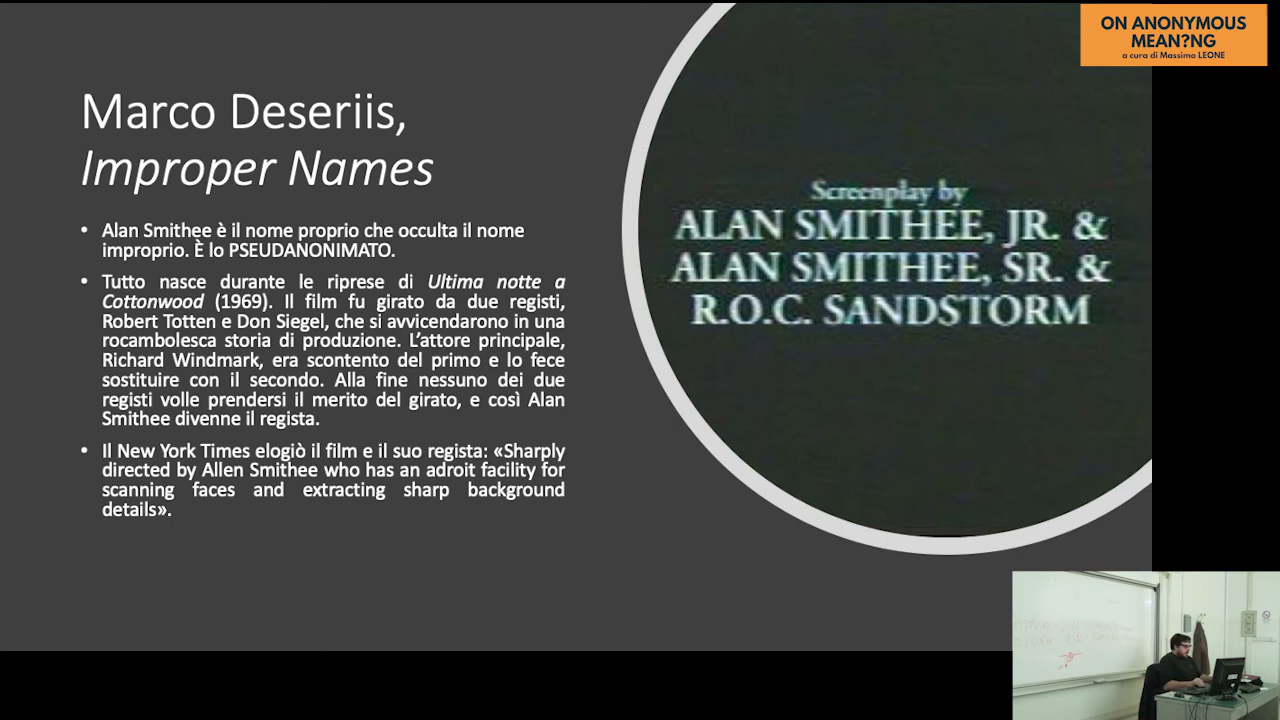 ON ANONYMOUS
MEAN?NG
a cura di Massimo LEONE
Marco Deseriis,
Improper Names
• Alan Smithee è il nome proprio che occulta il nome
improprio. È lo PSEUDANONIMATO.
• Tutto nasce durante le riprese di Ultima notte a
Cottonwood (1969). Il film fu girato da due registi,
Robert Totten e Don Siegel, che si avvicendarono in una
rocambolesca storia di produzione. L'attore principale,
Richard Windmark, era scontento del primo e lo fece
sostituire con il secondo. Alla fine nessuno dei due
registi volle prendersi il merito del girato, e così Alan
Smithee divenne il regista.
• Il New York Times elogiò il film e il suo regista: «Sharply
directed by Allen Smithee who has an adroit facility for
scanning faces and extracting sharp background
details».
Screenplay by
ALAN SMITHEE, JR. &
ALAN SMITHEE, SR. &
R.O.C. SANDSTORM